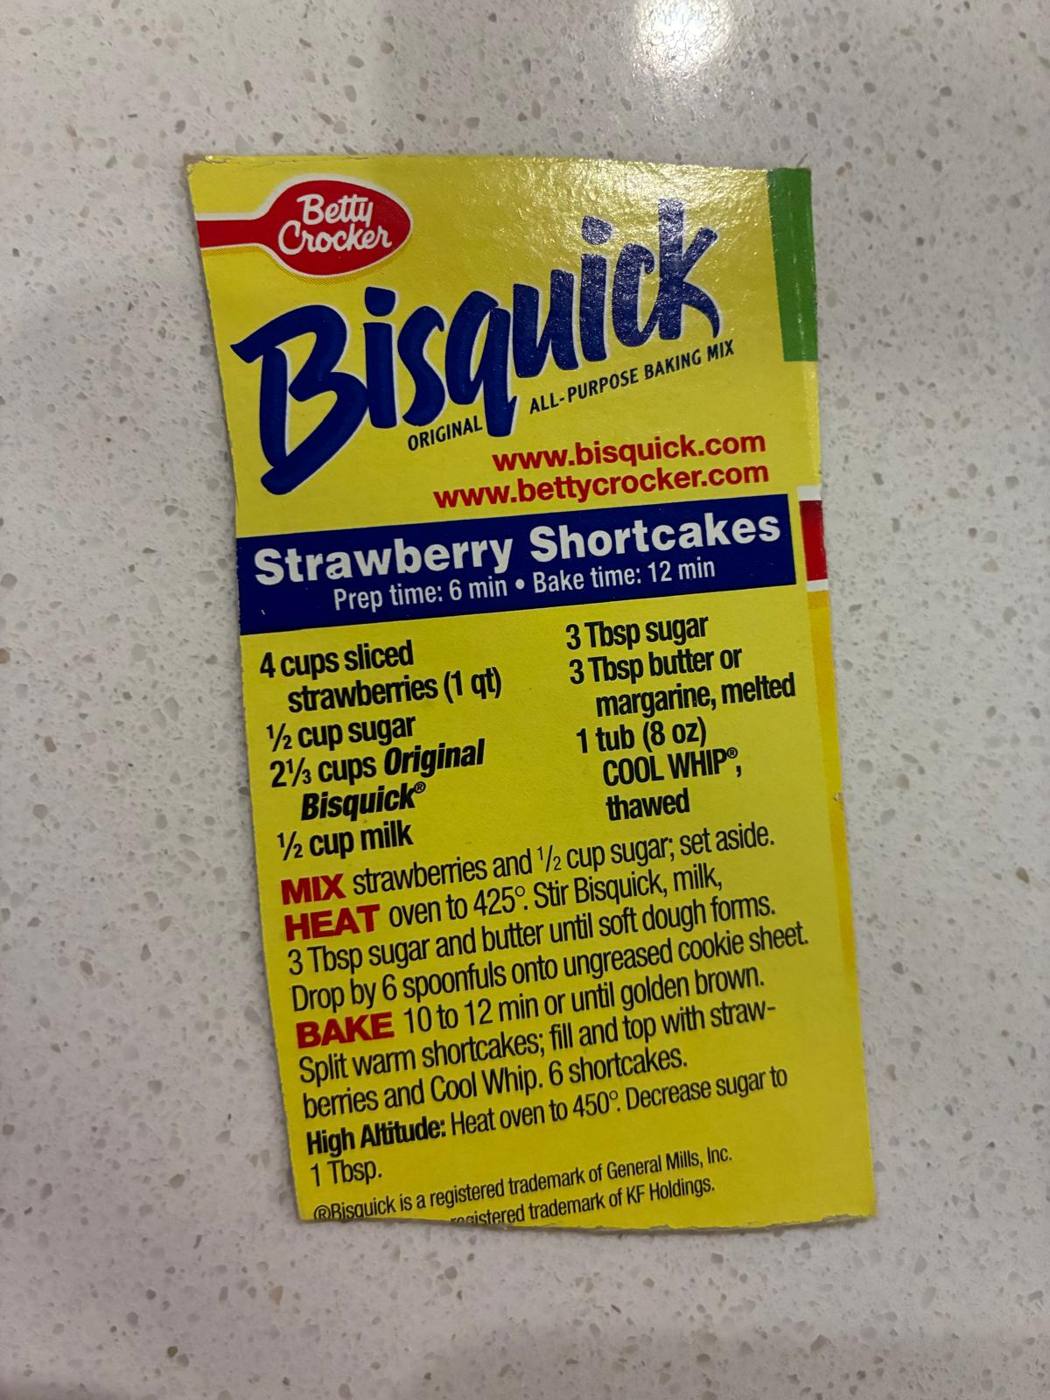 Betty
Crocker
Bisquick
ORIGINAL ALL-PURPOSE BAKING MIX
www.bisquick.com
www.bettycrocker.com
Strawberry Shortcakes
Prep time: 6 min • Bake time: 12 min
4 cups sliced
strawberries (1 qt)
½ cup sugar
2⅓ cups Original
Bisquick®
½ cup milk
3 Tbsp sugar
3 Tbsp butter or
margarine, melted
1 tub (8 oz)
COOL WHIP®,
thawed
MIX strawberries and ½ cup sugar; set aside.
HEAT oven to 425°. Stir Bisquick, milk,
3 Tbsp sugar and butter until soft dough forms.
Drop by 6 spoonfuls onto ungreased cookie sheet.
BAKE 10 to 12 min or until golden brown.
Split warm shortcakes; fill and top with straw-
berries and Cool Whip. 6 shortcakes.
High Altitude: Heat oven to 450°. Decrease sugar to
1 Tbsp.
®Bisquick is a registered trademark of General Mills, Inc.
registered trademark of KF Holdings.